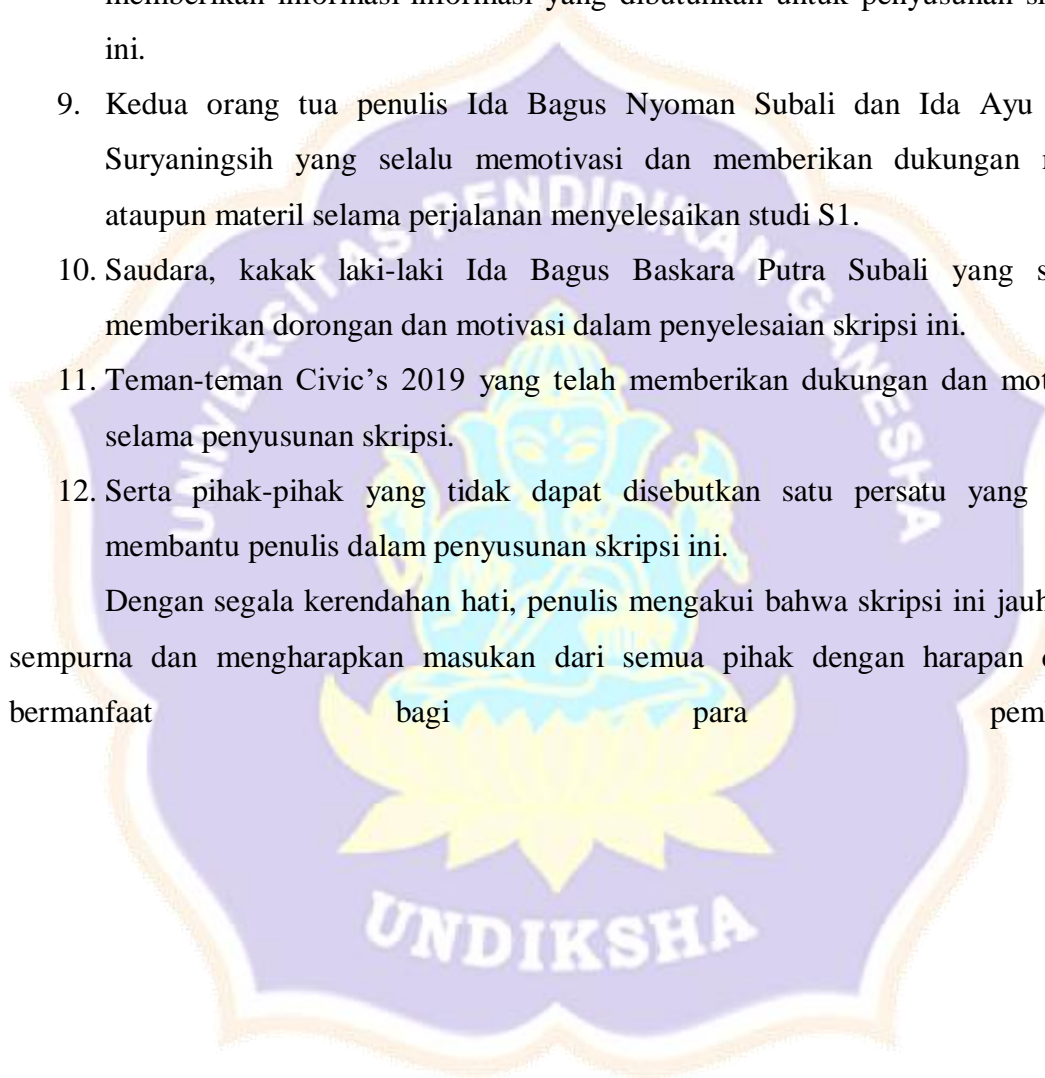 memberikan informasi-informasi yang dibutuhkan untuk penyusunan
ini.
9. Kedua orang tua penulis Ida Bagus Nyoman Subali dan Ida Ayu
Suryaningsih yang selalu memotivasi dan memberikan dukungan
ataupun materil selama perjalanan menyelesaikan studi S1.
10. Saudara, kakak laki-laki Ida Bagus Baskara Putra Subali yang
memberikan dorongan dan motivasi dalam penyelesaian skripsi ini.
11. Teman-teman Civic’s 2019 yang telah memberikan dukungan dan mot
selama penyusunan skripsi.
12. Serta pihak-pihak yang tidak dapat disebutkan satu persatu yang
membantu penulis dalam penyusunan skripsi ini.
Dengan segala kerendahan hati, penulis mengakui bahwa skripsi ini jauh
sempurna dan mengharapkan masukan dari semua pihak dengan harapan
bermanfaat bagi para pem
UNIVERSITAS PENDIDIKAN GANESHA
UNDIKSHA